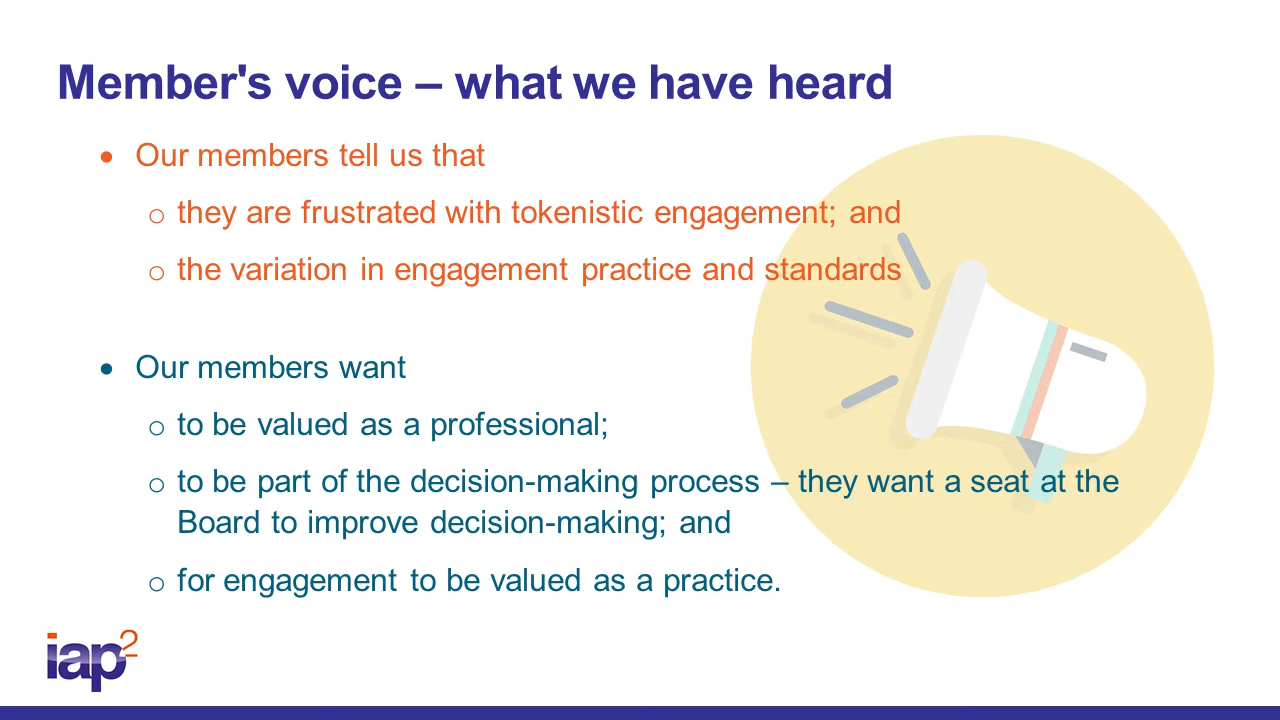 Member's voice – what we have heard
• Our members tell us that
o they are frustrated with tokenistic engagement; and
o the variation in engagement practice and standards
• Our members want
o to be valued as a professional;
o to be part of the decision-making process – they want a seat at the
Board to improve decision-making; and
o for engagement to be valued as a practice.
iap2